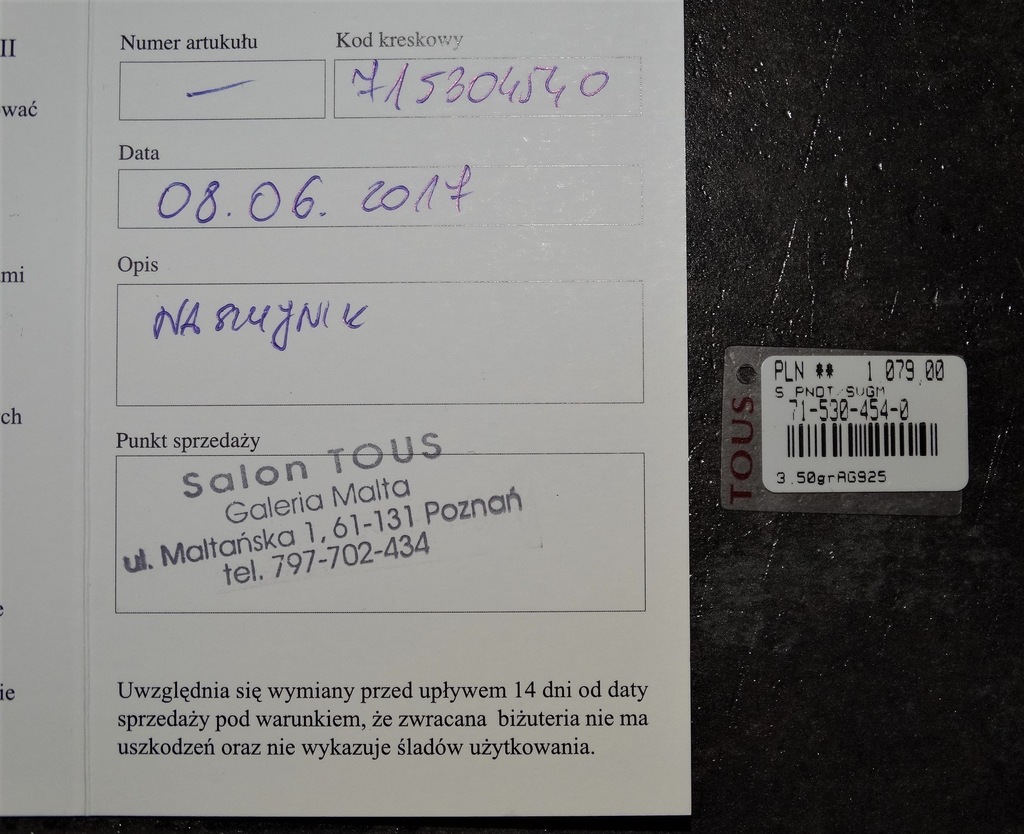 II
wać
mi
ch
e
ie
Numer artukułu
Kod kreskowy
—
715304540
Data
08.06.2017
Opis
NASZYJNIK
Punkt sprzedaży
Salon TOUS
Galeria Malta
ul. Maltańska 1, 61-131 Poznań
tel. 797-702-434
Uwzględnia się wymiany przed upływem 14 dni od daty
sprzedaży pod warunkiem, że zwracana biżuteria nie ma
uszkodzeń oraz nie wykazuje śladów użytkowania.
TOUS
PLN ** 1 079,00
S PNDT SVGM
71-530-454-0
3.50grAG925